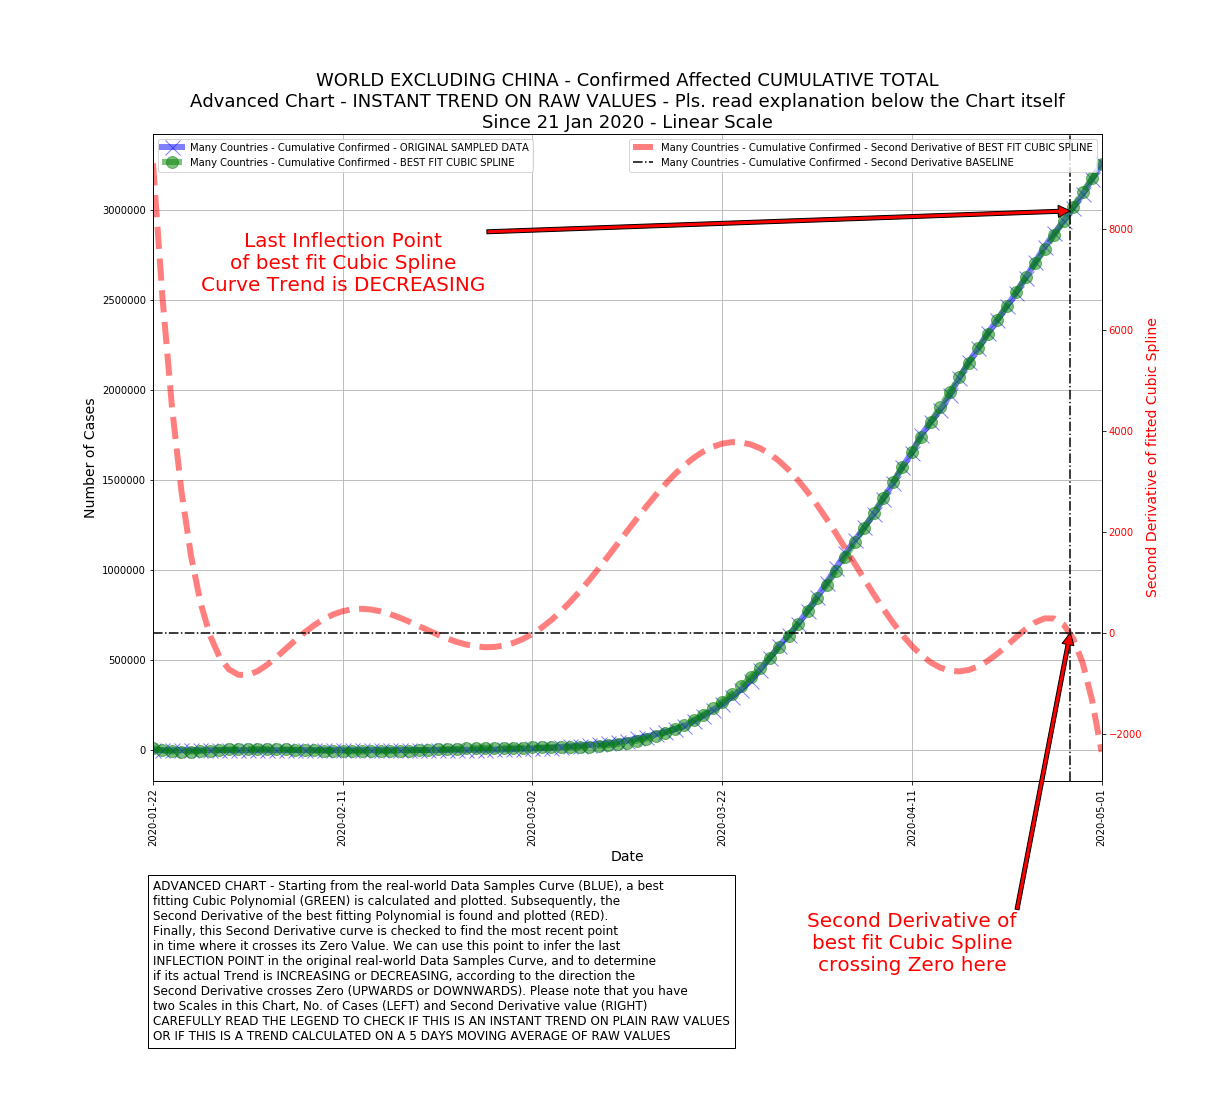 WORLD EXCLUDING CHINA - Confirmed Affected CUMULATIVE TOTAL
Advanced Chart - INSTANT TREND ON RAW VALUES - Pls. read explanation below the Chart itself
Since 21 Jan 2020 - Linear Scale
Many Countries - Cumulative Confirmed - ORIGINAL SAMPLED DATA
Many Countries - Cumulative Confirmed - BEST FIT CUBIC SPLINE
Many Countries - Cumulative Confirmed - Second Derivative of BEST FIT CUBIC SPLINE
Many Countries - Cumulative Confirmed - Second Derivative BASELINE
Last Inflection Point
of best fit Cubic Spline
Curve Trend is DECREASING
Number of Cases
3000000
2500000
2000000
1500000
1000000
500000
0
Second Derivative of fitted Cubic Spline
8000
6000
4000
2000
0
−2000
2020-01-22
2020-02-11
2020-03-02
2020-03-22
2020-04-11
2020-05-01
Date
ADVANCED CHART - Starting from the real-world Data Samples Curve (BLUE), a best
fitting Cubic Polynomial (GREEN) is calculated and plotted. Subsequently, the
Second Derivative of the best fitting Polynomial is found and plotted (RED).
Finally, this Second Derivative curve is checked to find the most recent point
in time where it crosses its Zero Value. We can use this point to infer the last
INFLECTION POINT in the original real-world Data Samples Curve, and to determine
if its actual Trend is INCREASING or DECREASING, according to the direction the
Second Derivative crosses Zero (UPWARDS or DOWNWARDS). Please note that you have
two Scales in this Chart, No. of Cases (LEFT) and Second Derivative value (RIGHT)
CAREFULLY READ THE LEGEND TO CHECK IF THIS IS AN INSTANT TREND ON PLAIN RAW VALUES
OR IF THIS IS A TREND CALCULATED ON A 5 DAYS MOVING AVERAGE OF RAW VALUES
Second Derivative of
best fit Cubic Spline
crossing Zero here